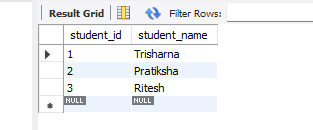 Result Grid Filter Rows:
student_id student_name
1 Trisharna
2 Pratiksha
3 Ritesh
NULL NULL